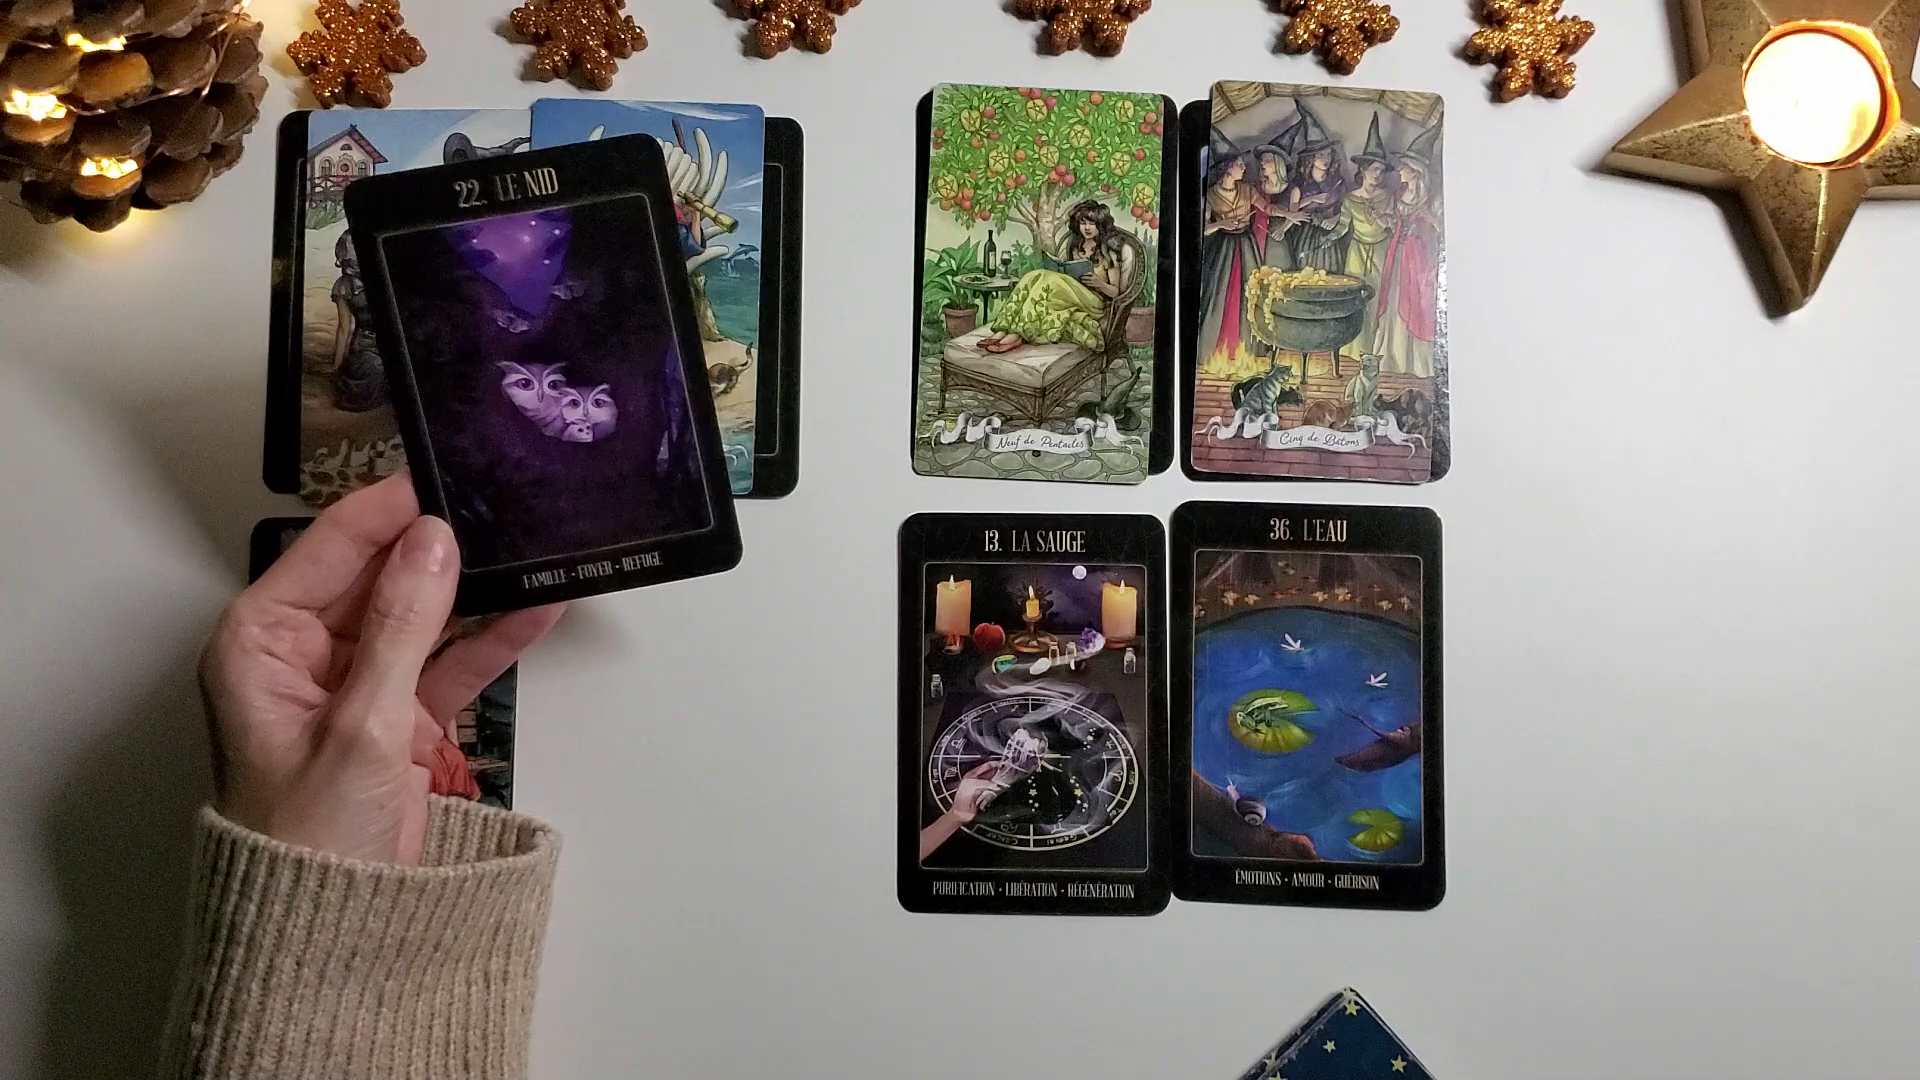 22. LE NID
FAMILLE • FOYER • REFUGE
Neuf de Pentacles
Cinq de Bâtons
13. LA SAUGE
PURIFICATION • LIBÉRATION • RÉGÉNÉRATION
36. L'EAU
ÉMOTIONS • AMOUR • GUÉRISON